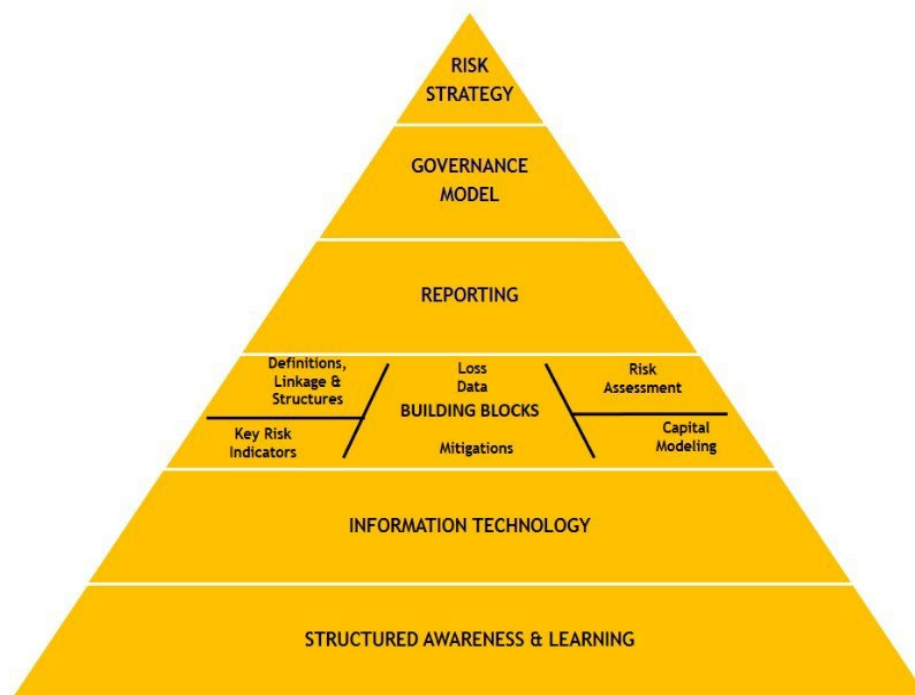 RISK
STRATEGY
GOVERNANCE
MODEL
REPORTING
Definitions,
Linkage &
Structures
Key Risk
Indicators
Loss
Data
BUILDING BLOCKS
Mitigations
Risk
Assessment
Capital
Modeling
INFORMATION TECHNOLOGY
STRUCTURED AWARENESS & LEARNING